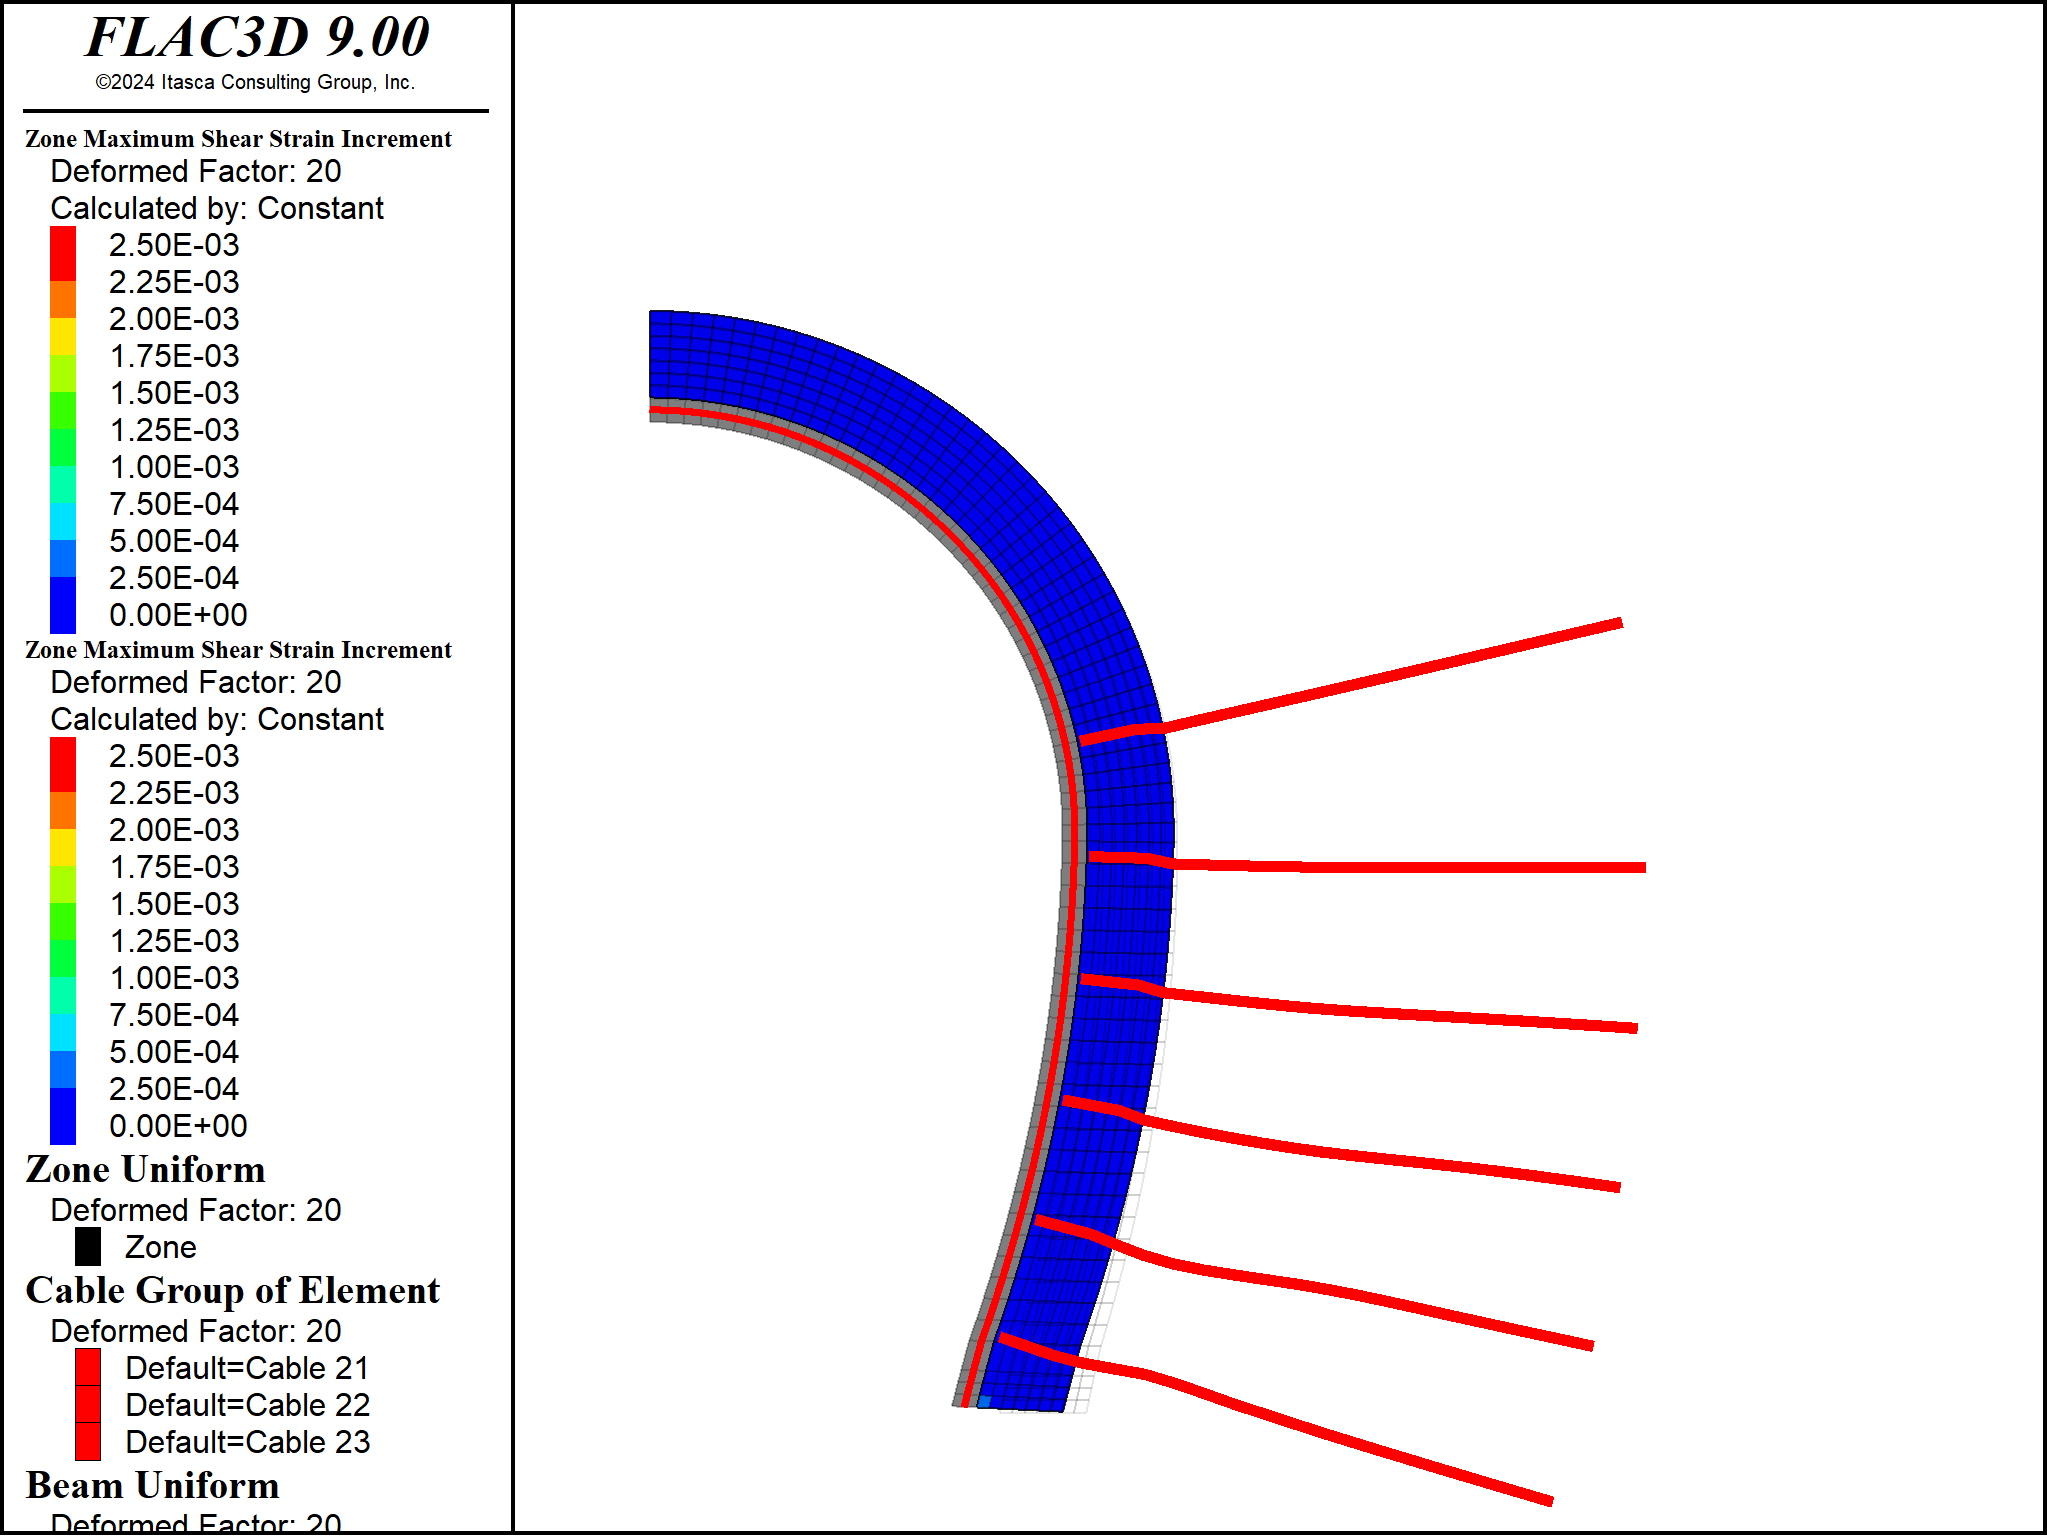 FLAC3D 9.00
©2024 Itasca Consulting Group, Inc.
Zone Maximum Shear Strain Increment
Deformed Factor: 20
Calculated by: Constant
2.50E-03
2.25E-03
2.00E-03
1.75E-03
1.50E-03
1.25E-03
1.00E-03
7.50E-04
5.00E-04
2.50E-04
0.00E+00
Zone Maximum Shear Strain Increment
Deformed Factor: 20
Calculated by: Constant
2.50E-03
2.25E-03
2.00E-03
1.75E-03
1.50E-03
1.25E-03
1.00E-03
7.50E-04
5.00E-04
2.50E-04
0.00E+00
Zone Uniform
Deformed Factor: 20
Zone
Cable Group of Element
Deformed Factor: 20
Default=Cable 21
Default=Cable 22
Default=Cable 23
Beam Uniform
Deformed Factor: 20